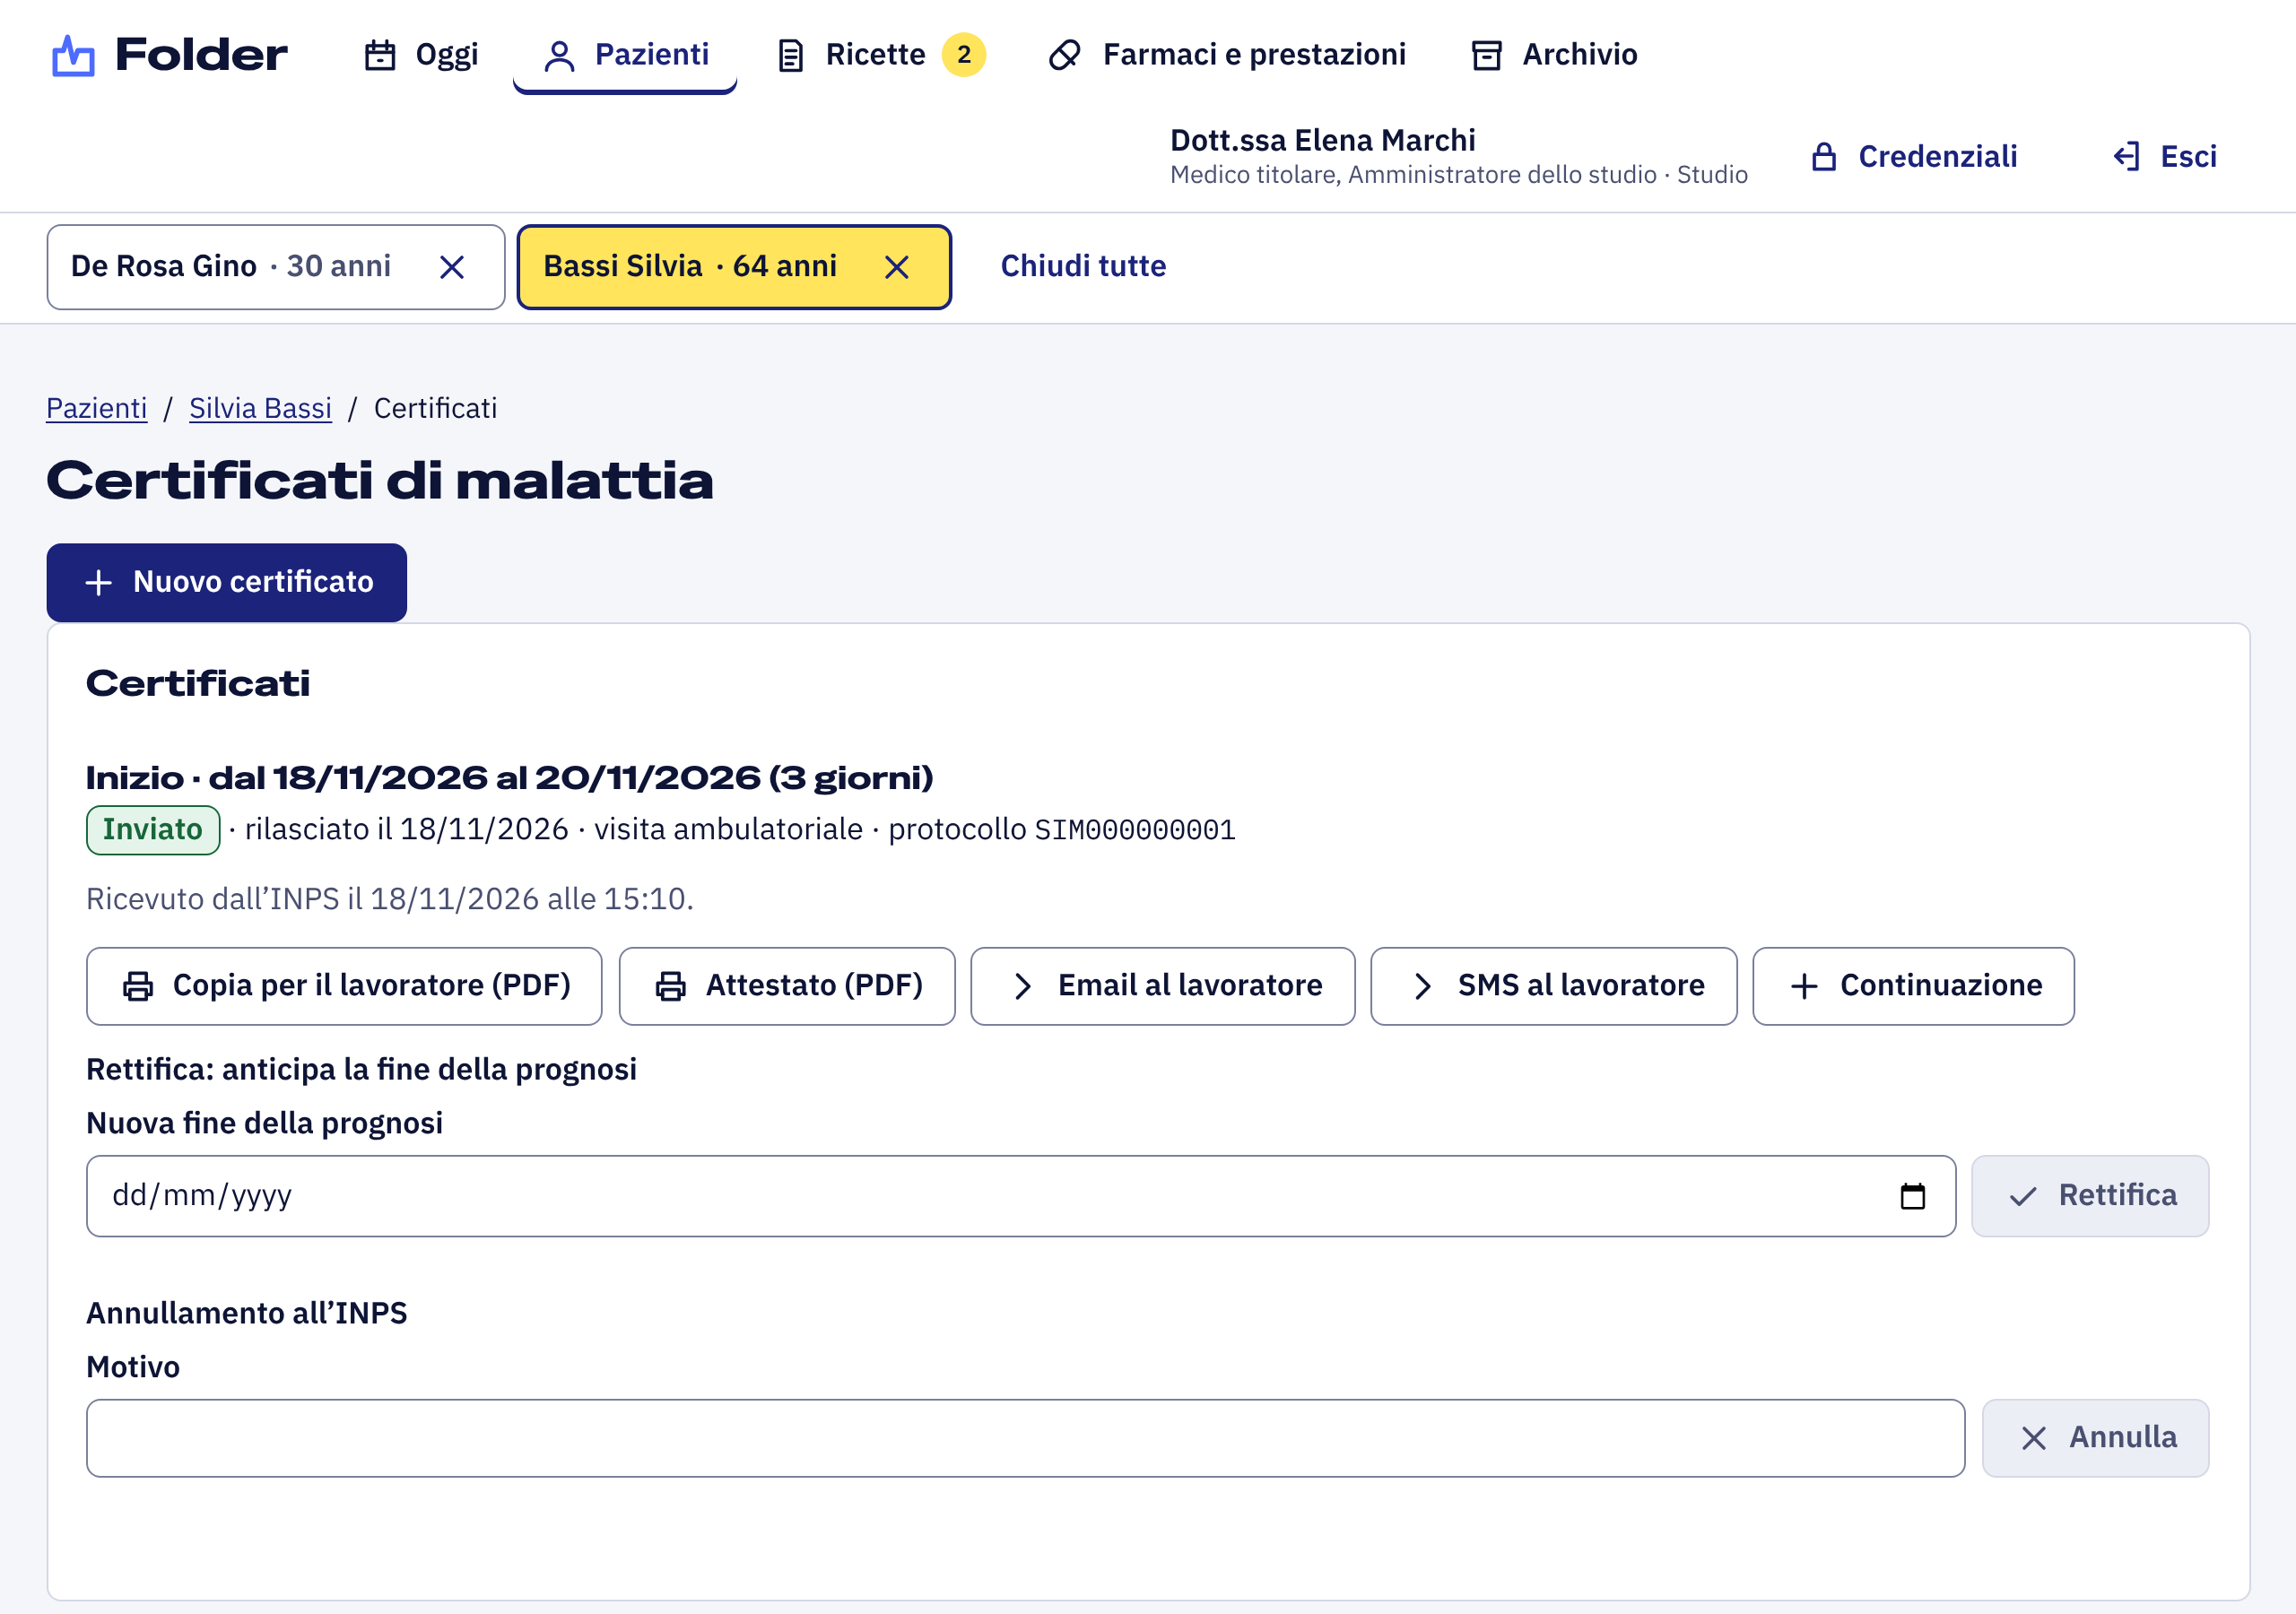 Folder
Oggi
Pazienti
Ricette 2
Farmaci e prestazioni
Archivio
Dott.ssa Elena Marchi
Medico titolare, Amministratore dello studio · Studio
Credenziali
Esci
De Rosa Gino · 30 anni
Bassi Silvia · 64 anni
Chiudi tutte
Pazienti / Silvia Bassi / Certificati
Certificati di malattia
Nuovo certificato
Certificati
Inizio · dal 18/11/2026 al 20/11/2026 (3 giorni)
Inviato · rilasciato il 18/11/2026 · visita ambulatoriale · protocollo SIM000000001
Ricevuto dall’INPS il 18/11/2026 alle 15:10.
Copia per il lavoratore (PDF)
Attestato (PDF)
Email al lavoratore
SMS al lavoratore
Continuazione
Rettifica: anticipa la fine della prognosi
Nuova fine della prognosi
dd/mm/yyyy
Rettifica
Annullamento all’INPS
Motivo
Annulla